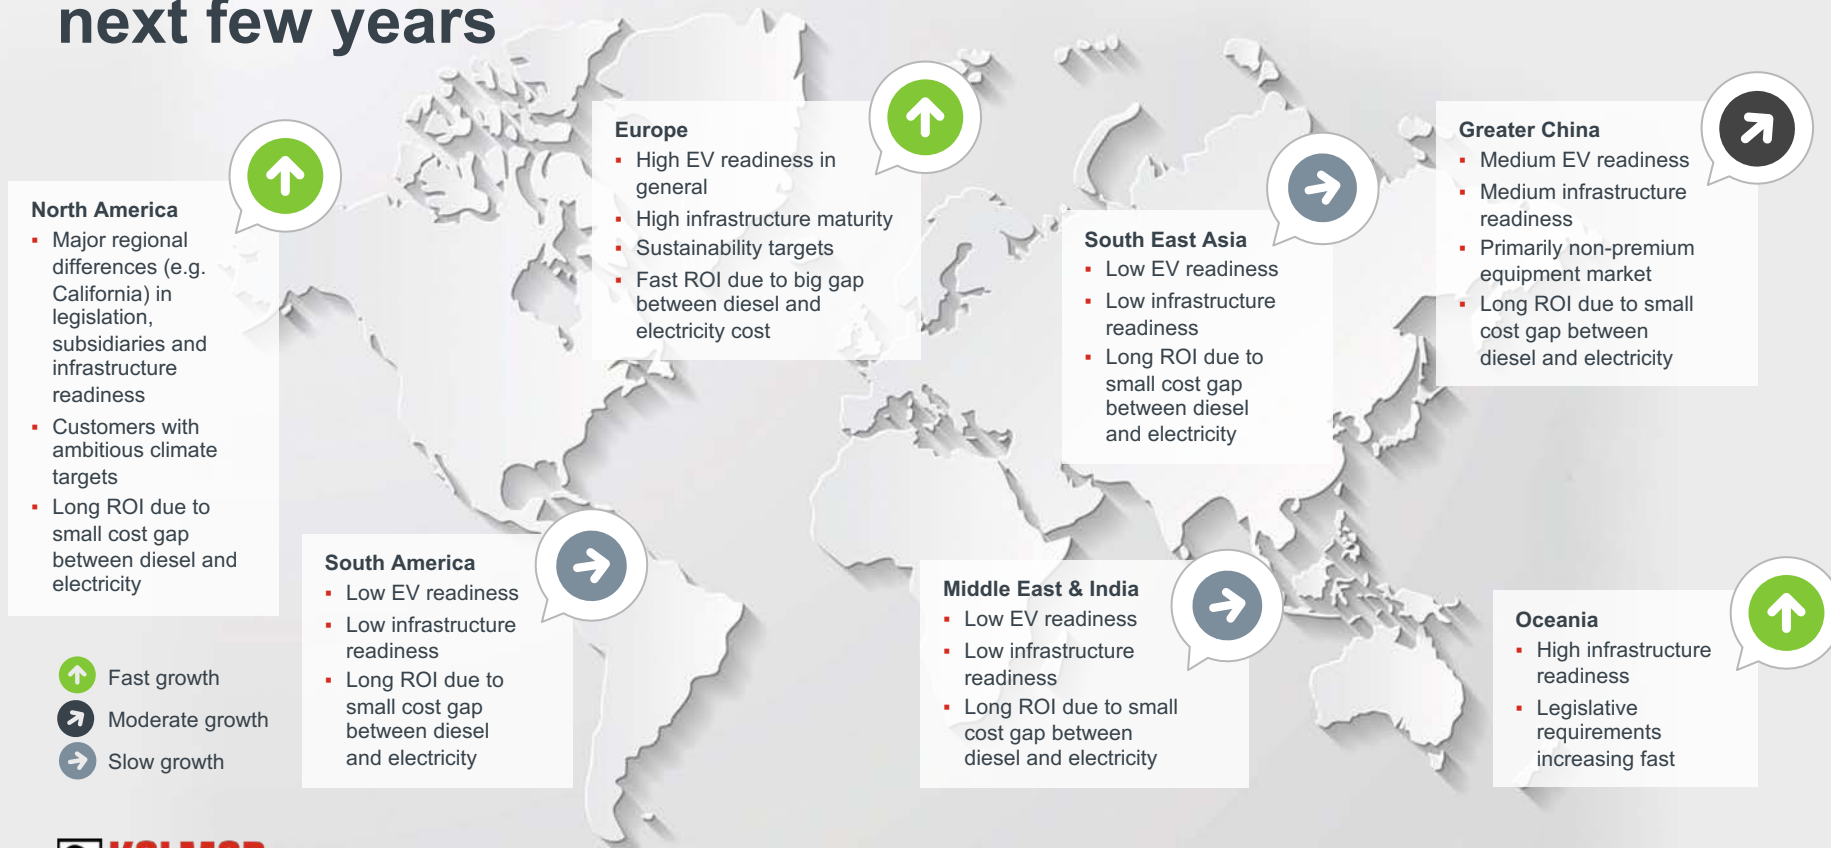 next few years
North America
▪ Major regional
differences (e.g.
California) in
legislation,
subsidiaries and
infrastructure
readiness
▪ Customers with
ambitious climate
targets
▪ Long ROI due to
small cost gap
between diesel and
electricity
Europe
▪ High EV readiness in
general
▪ High infrastructure maturity
▪ Sustainability targets
▪ Fast ROI due to big gap
between diesel and
electricity cost
South East Asia
▪ Low EV readiness
▪ Low infrastructure
readiness
▪ Long ROI due to
small cost gap
between diesel
and electricity
Greater China
▪ Medium EV readiness
▪ Medium infrastructure
readiness
▪ Primarily non-premium
equipment market
▪ Long ROI due to small
cost gap between
diesel and electricity
South America
▪ Low EV readiness
▪ Low infrastructure
readiness
▪ Long ROI due to
small cost gap
between diesel
and electricity
Middle East & India
▪ Low EV readiness
▪ Low infrastructure
readiness
▪ Long ROI due to small
cost gap between
diesel and electricity
Oceania
▪ High infrastructure
readiness
▪ Legislative
requirements
increasing fast
Fast growth
Moderate growth
Slow growth